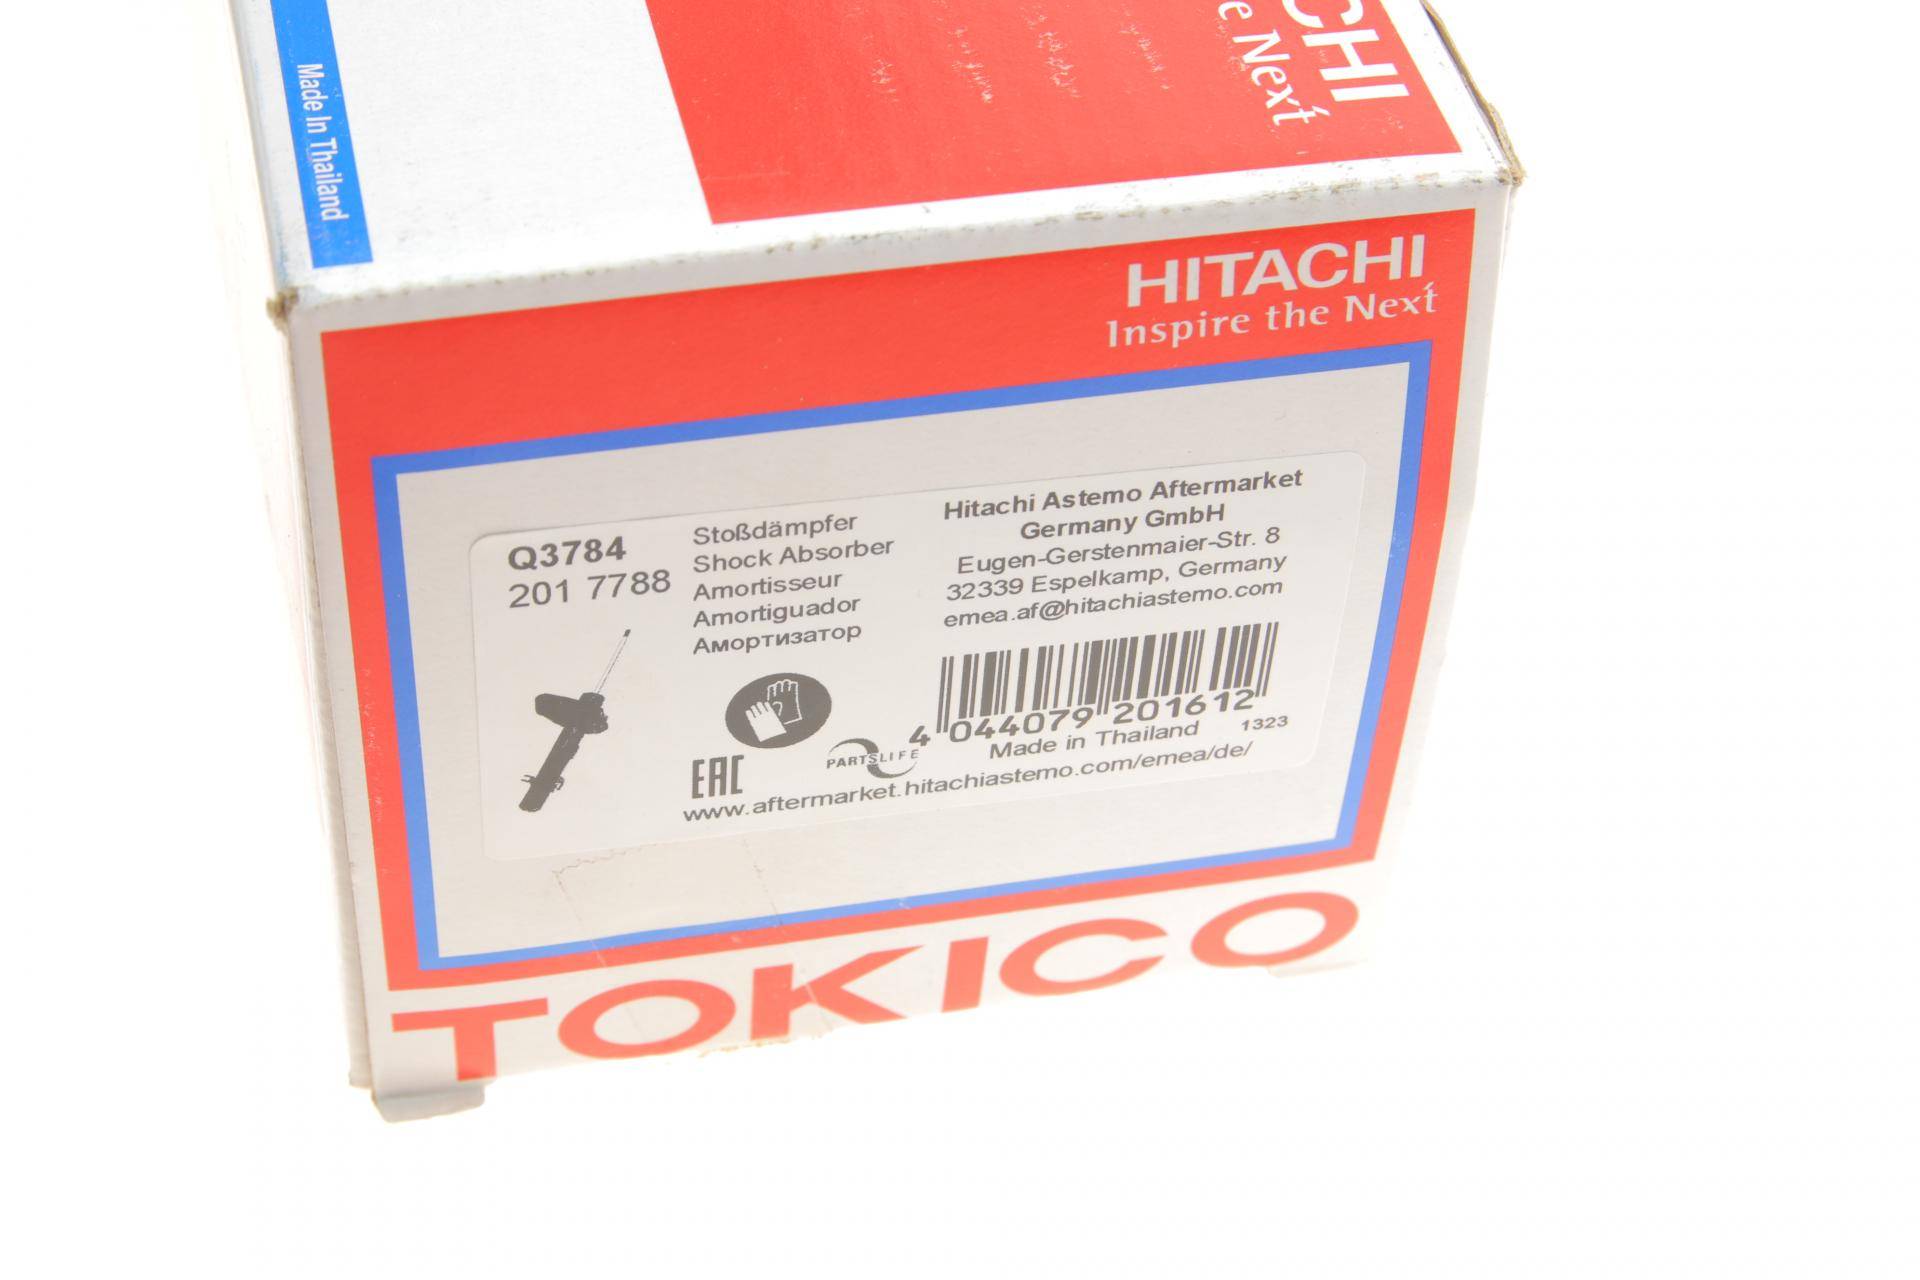 Made In Thailand
CHI
e Next
HITACHI
Inspire the Next
Q3784
201 7788
Stoßdämpfer
Shock Absorber
Amortisseur
Amortiguador
Амортизатор
Hitachi Astemo Aftermarket
Germany GmbH
Eugen-Gerstenmaier-Str. 8
32339 Espelkamp, Germany
emea.af@hitachiastemo.com
4 044079 201612
Made in Thailand 1323
EAC
PARTSLIFE
www.aftermarket.hitachiastemo.com/emea/de/
TOKICO